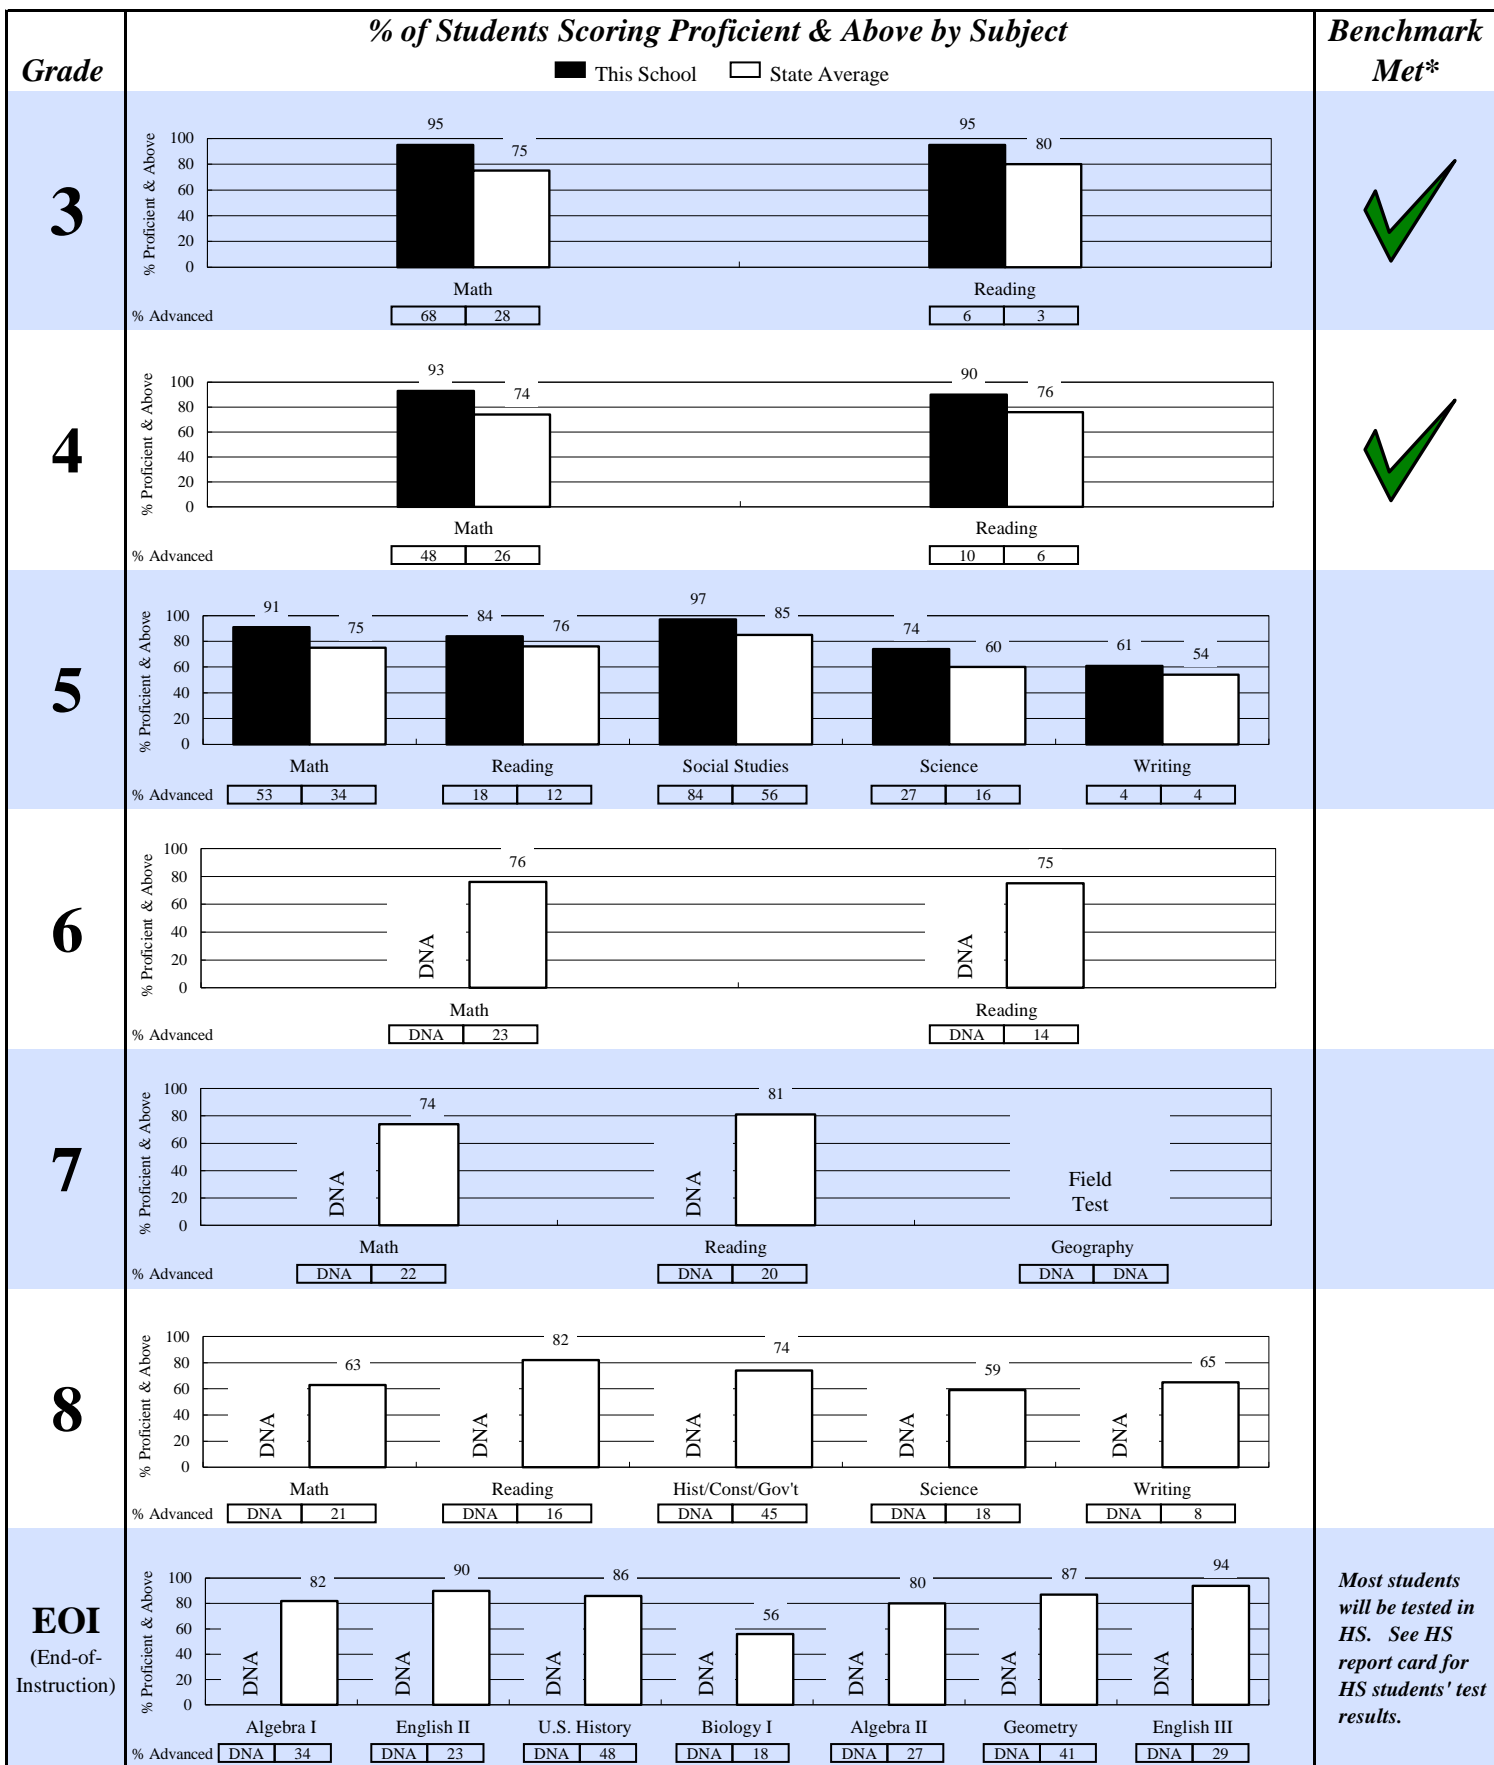 % of Students Scoring Proficient & Above by Subject
Benchmark
Met*
Grade
This School State Average
3
% Proficient & Above
100
80
60
40
20
0
95 75 95 80
Math Reading
% Advanced 68 28 6 3
4
% Proficient & Above
100
80
60
40
20
0
93 74 90 76
Math Reading
% Advanced 48 26 10 6
5
% Proficient & Above
100
80
60
40
20
0
91 75 84 76 97 85 74 60 61 54
Math Reading Social Studies Science Writing
% Advanced 53 34 18 12 84 56 27 16 4 4
6
% Proficient & Above
100
80
60
40
20
0
DNA 76 DNA 75
Math Reading
% Advanced DNA 23 DNA 14
7
% Proficient & Above
100
80
60
40
20
0
DNA 74 DNA 81
Field
Test
Math Reading Geography
% Advanced DNA 22 DNA 20 DNA DNA
8
% Proficient & Above
100
80
60
40
20
0
DNA 63 DNA 82 DNA 74 DNA 59 DNA 65
Math Reading Hist/Const/Gov't Science Writing
% Advanced DNA 21 DNA 16 DNA 45 DNA 18 DNA 8
EOI
(End-of-
Instruction)
% Proficient & Above
100
80
60
40
20
0
DNA 82 DNA 90 DNA 86 DNA 56 DNA 80 DNA 87 DNA 94
Algebra I English II U.S. History Biology I Algebra II Geometry English III
% Advanced DNA 34 DNA 23 DNA 48 DNA 18 DNA 27 DNA 41 DNA 29
Most students
will be tested in
HS. See HS
report card for
HS students' test
results.